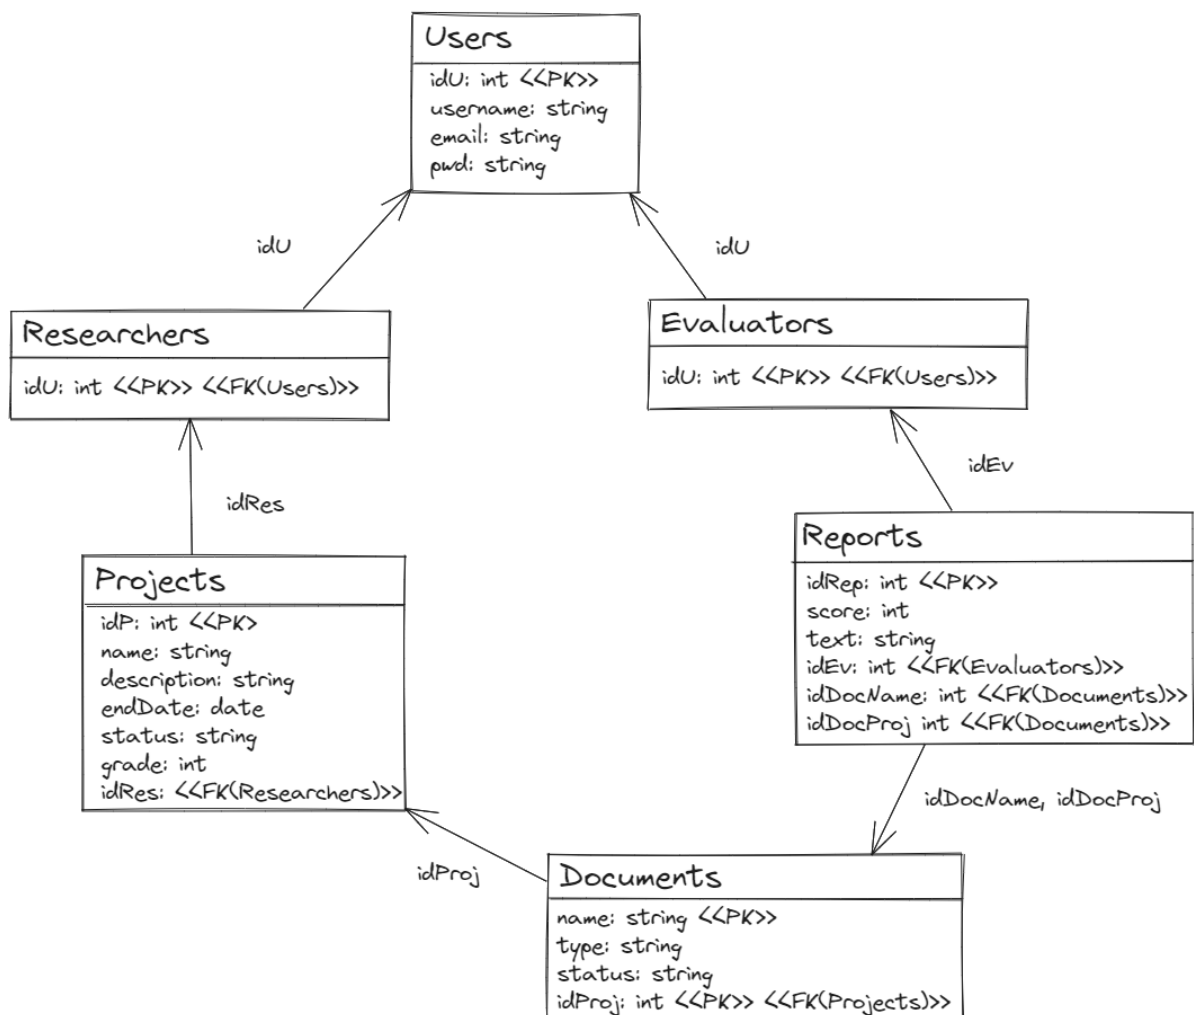 Users
idU: int <<PK>>
username: string
email: string
pwd: string
idU
idU
Researchers
idU: int <<PK>> <<FK(Users)>>
Evaluators
idU: int <<PK>> <<FK(Users)>>
idRes
idEv
Projects
idP: int <<PK>
name: string
description: string
endDate: date
status: string
grade: int
idRes: <<FK(Researchers)>>
Reports
idRep: int <<PK>>
score: int
text: string
idEv: int <<FK(Evaluators)>>
idDocName: int <<FK(Documents)>>
idDocProj int <<FK(Documents)>>
idDocName, idDocProj
idProj
Documents
name: string <<PK>>
type: string
status: string
idProj: int <<PK>> <<FK(Projects)>>